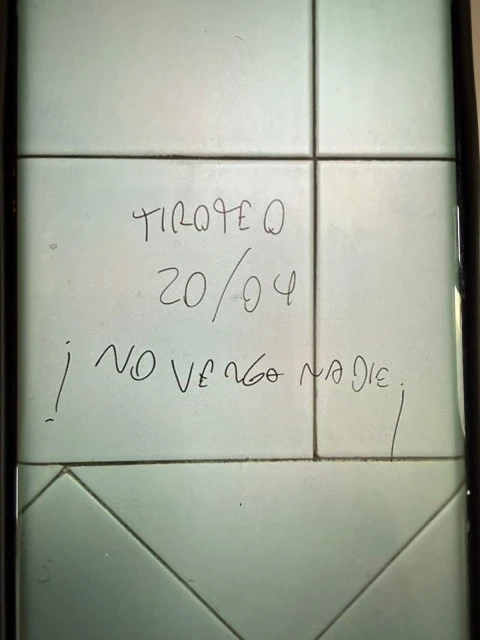 TIROTEO
20/04
¡NO VENGA NADIE!